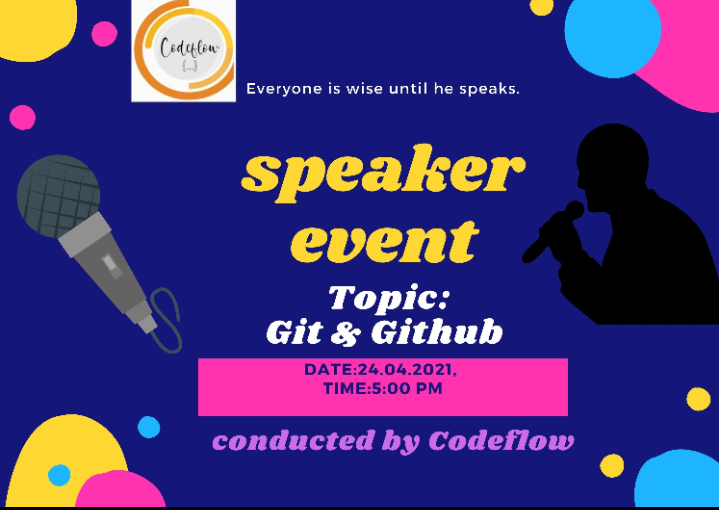 Codeflow
{...}
Everyone is wise until he speaks.
speaker
event
Topic:
Git & Github
DATE:24.04.2021,
TIME:5:00 PM
conducted by Codeflow